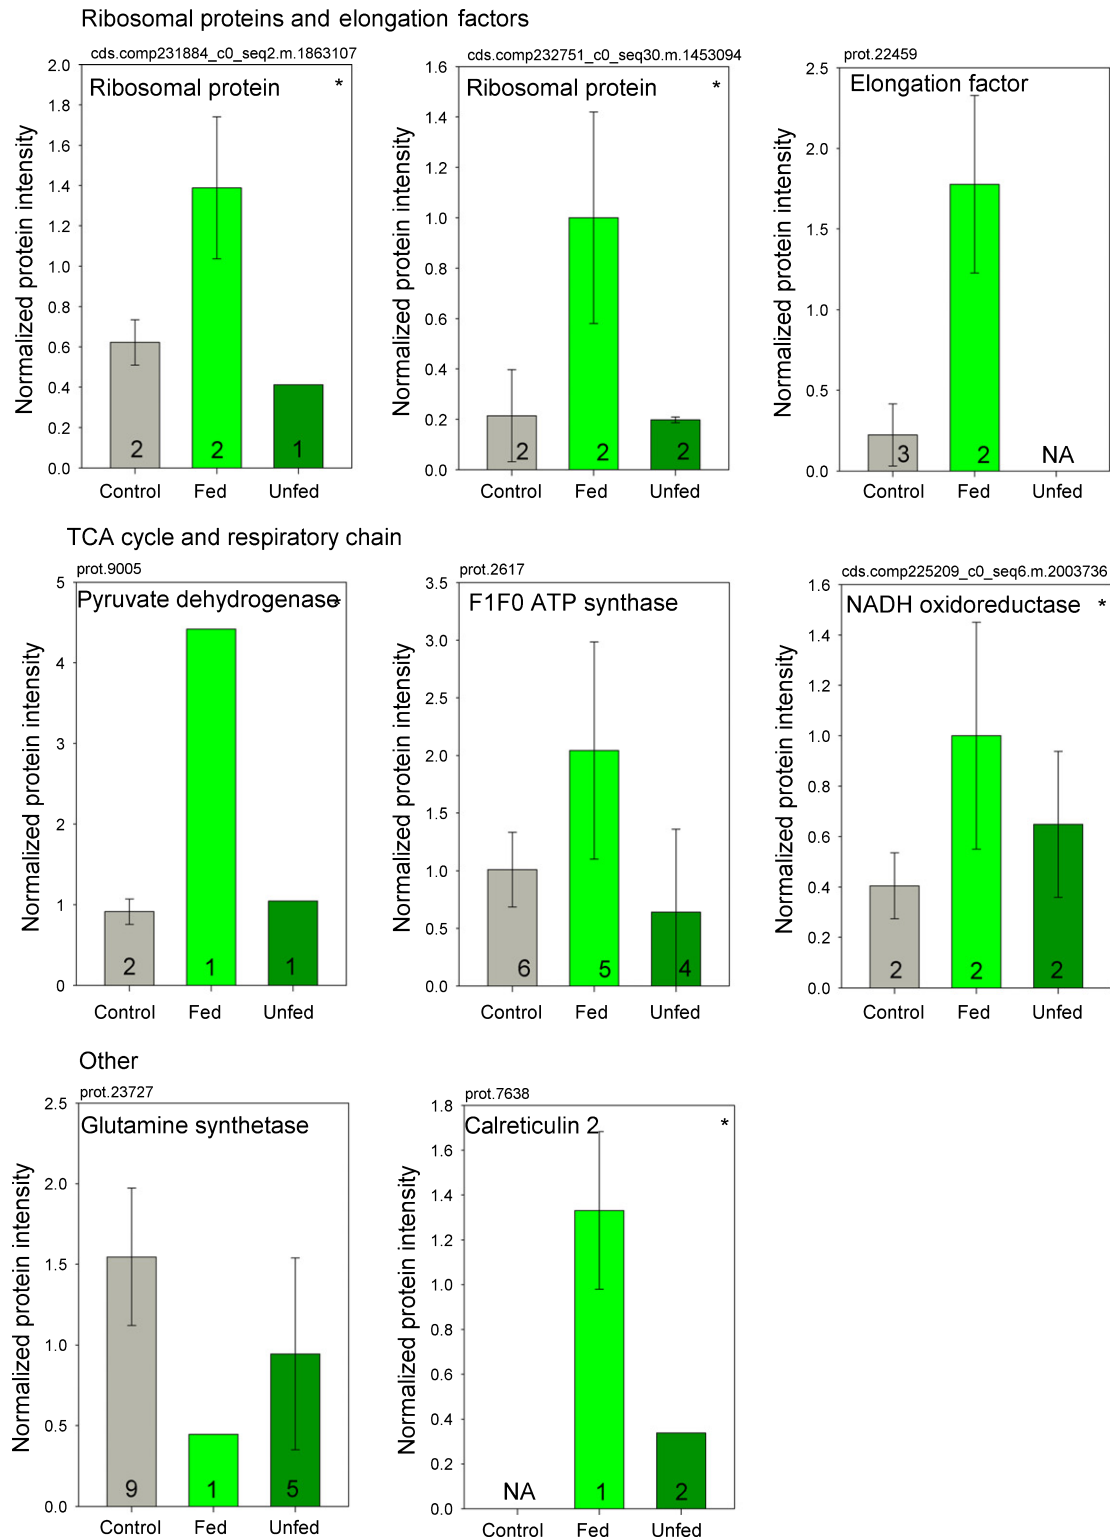 Ribosomal proteins and elongation factors
cds.comp231884_c0_seq2.m.1863107
Ribosomal protein *
Normalized protein intensity
2.0
1.8
1.6
1.4
1.2
1.0
0.8
0.6
0.4
0.2
0.0
2 2 1
Control Fed Unfed
cds.comp232751_c0_seq30.m.1453094
Ribosomal protein *
Normalized protein intensity
1.6
1.4
1.2
1.0
0.8
0.6
0.4
0.2
0.0
2 2 2
Control Fed Unfed
prot.22459
Elongation factor
Normalized protein intensity
2.5
2.0
1.5
1.0
0.5
0.0
3 2 NA
Control Fed Unfed
TCA cycle and respiratory chain
prot.9005
Pyruvate dehydrogenase *
Normalized protein intensity
5
4
3
2
1
0
2 1 1
Control Fed Unfed
prot.2617
F1F0 ATP synthase
Normalized protein intensity
3.5
3.0
2.5
2.0
1.5
1.0
0.5
0.0
6 5 4
Control Fed Unfed
cds.comp225209_c0_seq6.m.2003736
NADH oxidoreductase *
Normalized protein intensity
1.6
1.4
1.2
1.0
0.8
0.6
0.4
0.2
0.0
2 2 2
Control Fed Unfed
Other
prot.23727
Glutamine synthetase
Normalized protein intensity
2.5
2.0
1.5
1.0
0.5
0.0
9 1 5
Control Fed Unfed
prot.7638
Calreticulin 2 *
Normalized protein intensity
1.8
1.6
1.4
1.2
1.0
0.8
0.6
0.4
0.2
0.0
NA 1 2
Control Fed Unfed